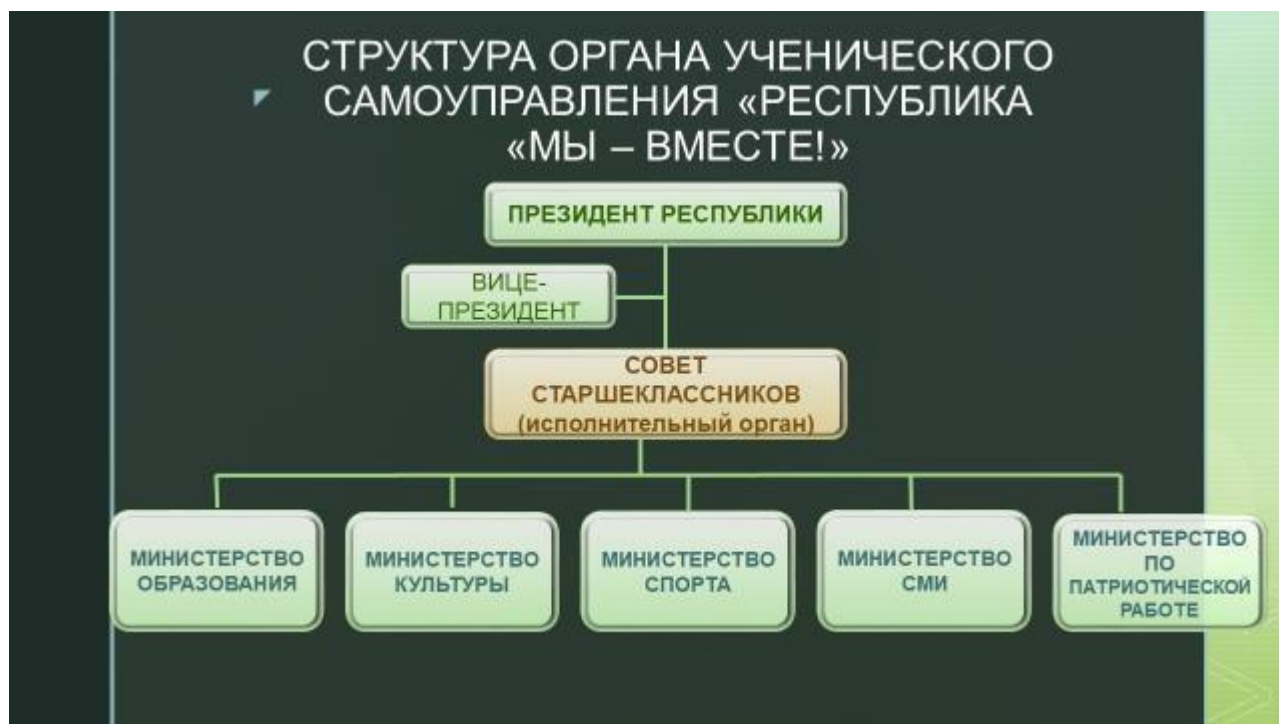 СТРУКТУРА ОРГАНА УЧЕНИЧЕСКОГО
САМОУПРАВЛЕНИЯ «РЕСПУБЛИКА
«МЫ – ВМЕСТЕ!»
ПРЕЗИДЕНТ РЕСПУБЛИКИ
ВИЦЕ-
ПРЕЗИДЕНТ
СОВЕТ
СТАРШЕКЛАССНИКОВ
(исполнительный орган)
МИНИСТЕРСТВО
ОБРАЗОВАНИЯ
МИНИСТЕРСТВО
КУЛЬТУРЫ
МИНИСТЕРСТВО
СПОРТА
МИНИСТЕРСТВО
СМИ
МИНИСТЕРСТВО
ПО
ПАТРИОТИЧЕСКОЙ
РАБОТЕ